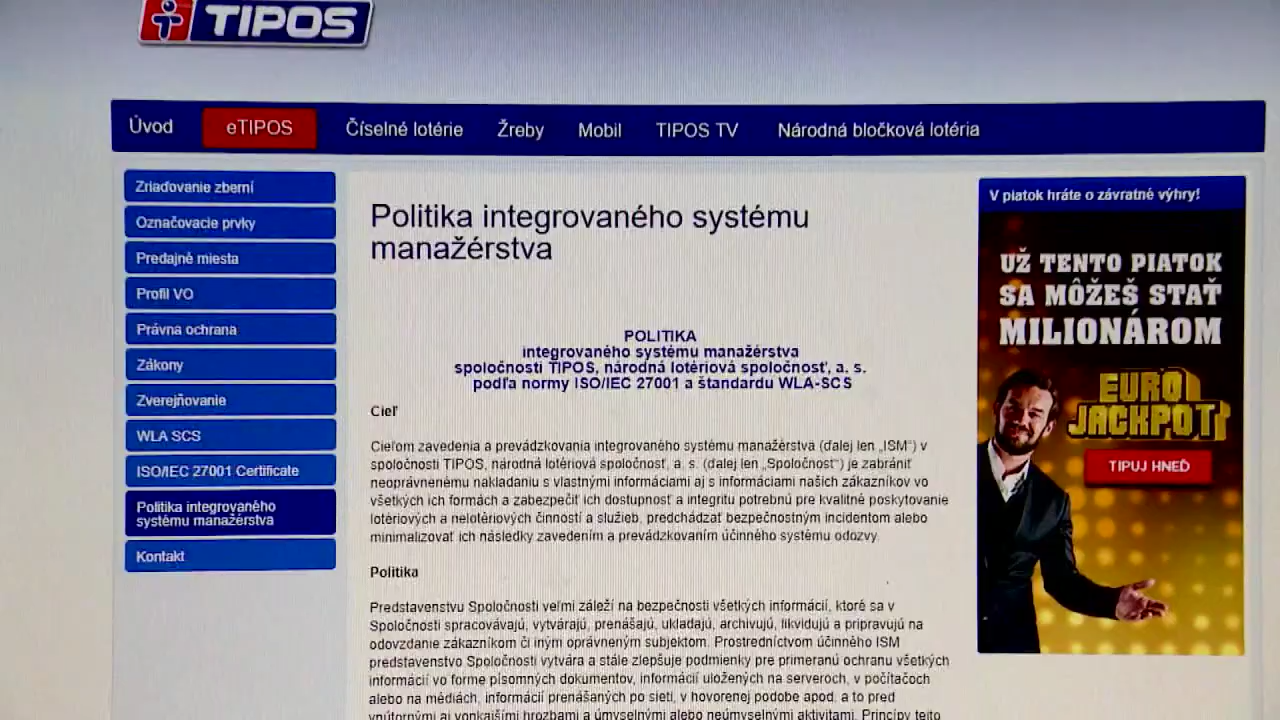 TIPOS
Úvod
eTIPOS
Číselné lotérie
Žreby
Mobil
TIPOS TV
Národná bločková lotéria
Zriaďovanie zberní
Označovacie prvky
Predajné miesta
Profil VO
Právna ochrana
Zákony
Zverejňovanie
WLA SCS
ISO/IEC 27001 Certificate
Politika integrovaného
systému manažérstva
Kontakt
Politika integrovaného systému
manažérstva
POLITIKA
integrovaného systému manažérstva
spoločnosti TIPOS, národná lotériová spoločnosť, a. s.
podľa normy ISO/IEC 27001 a štandardu WLA-SCS
Cieľ
Cieľom zavedenia a prevádzkovania integrovaného systému manažérstva (ďalej len „ISM“) v
spoločnosti TIPOS, národná lotériová spoločnosť, a. s. (ďalej len „Spoločnosť“) je zabrániť
neoprávnenému nakladaniu s vlastnými informáciami aj s informáciami našich zákazníkov vo
všetkých ich formách a zabezpečiť ich dostupnosť a integritu potrebnú pre kvalitné poskytovanie
lotériových a nelotériových činností a služieb, predchádzať bezpečnostným incidentom alebo
minimalizovať ich následky zavedením a prevádzkovaním účinného systému odozvy.
Politika
Predstavenstvu Spoločnosti veľmi záleží na bezpečnosti všetkých informácií, ktoré sa v
Spoločnosti spracovávajú, vytvárajú, prenášajú, ukladajú, archivujú, likvidujú a pripravujú na
odovzdanie zákazníkom či iným oprávneným subjektom. Prostredníctvom účinného ISM
predstavenstvo Spoločnosti vytvára a stále zlepšuje podmienky pre primeranú ochranu všetkých
informácií vo forme písomných dokumentov, informácií uložených na serveroch, v počítačoch
alebo na médiách, informácií prenášaných po sieti, v hovorenej podobe apod. a to pred
vnútornými aj vonkajšími hrozbami a úmyselnými alebo neúmyselnými aktivitami. Princípy tejto
V piatok hráte o závratné výhry!
UŽ TENTO PIATOK
SA MÔŽEŠ STAŤ
MILIONÁROM
EURO
JACKPOT
TIPUJ HNEĎ